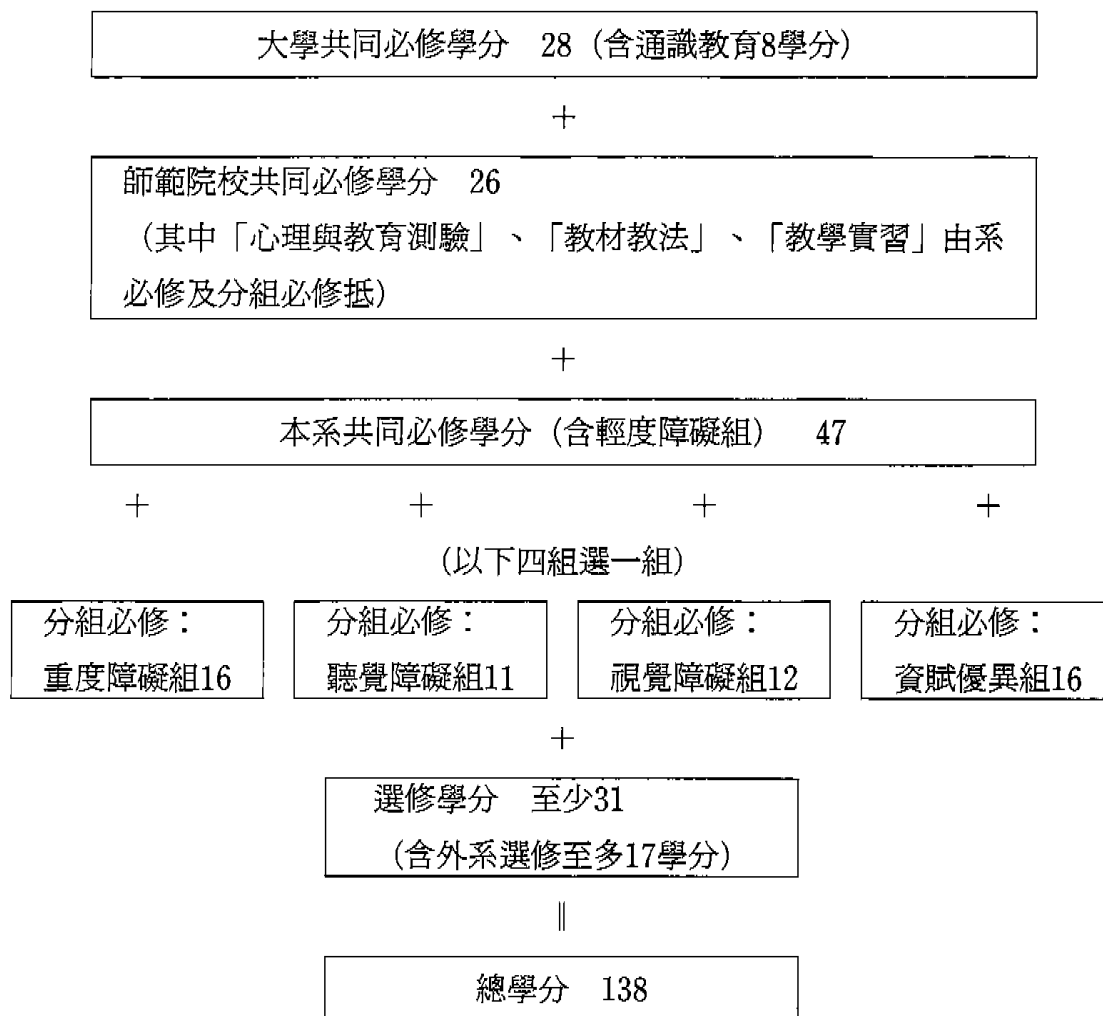 大學共同必修學分 28（含通識教育8學分）
＋
師範院校共同必修學分 26
（其中「心理與教育測驗」、「教材教法」、「教學實習」由系
必修及分組必修抵）
＋
本系共同必修學分（含輕度障礙組） 47
＋ ＋ ＋ ＋
（以下四組選一組）
分組必修： 分組必修： 分組必修： 分組必修：
重度障礙組16 聽覺障礙組11 視覺障礙組12 資賦優異組16
＋
選修學分 至少31
（含外系選修至多17學分）
‖
總學分 138